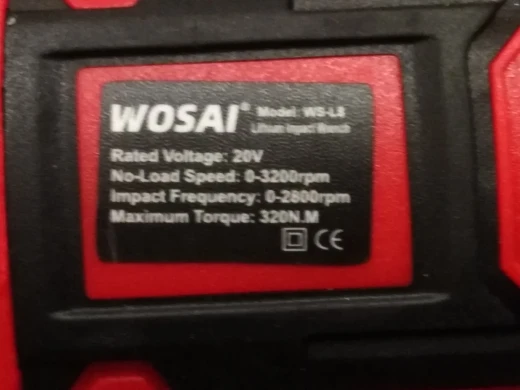 WOSAI® Model: WS-L6
Lithium Impact Wrench
Rated Voltage: 20V
No-Load Speed: 0-3200rpm
Impact Frequency: 0-2800rpm
Maximum Torque: 320N.M
CE